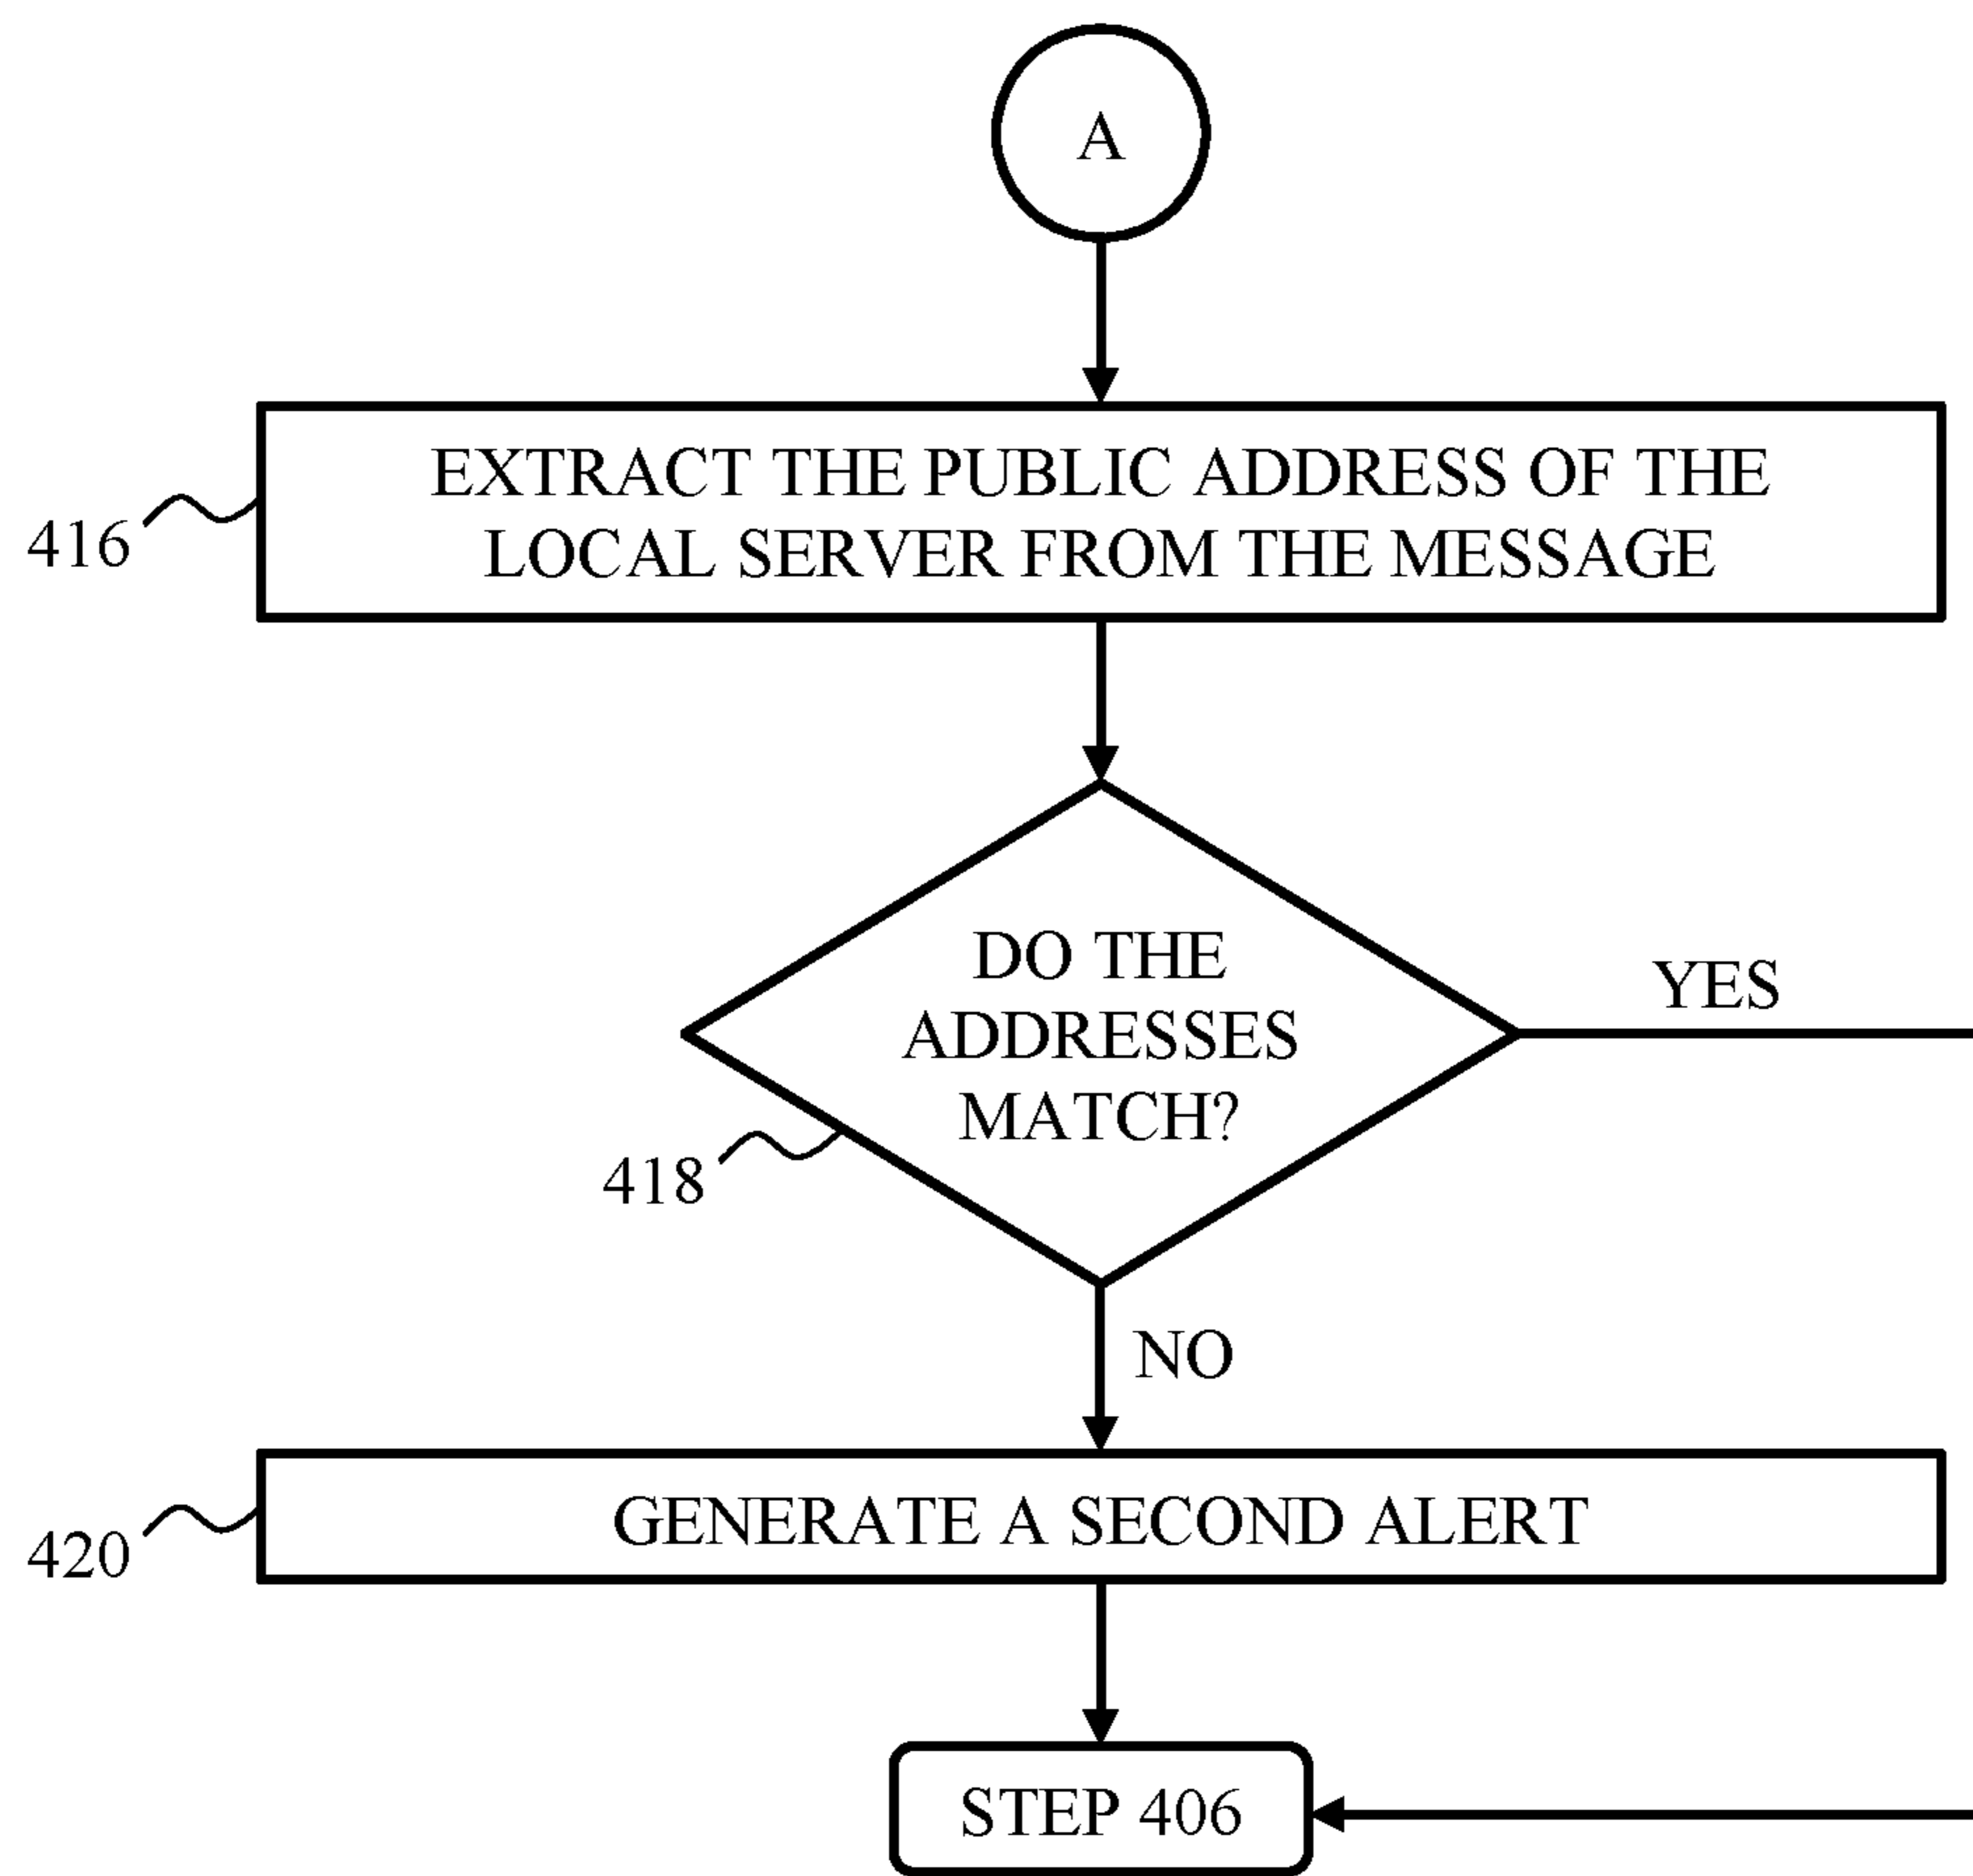 A
EXTRACT THE PUBLIC ADDRESS OF THE
LOCAL SERVER FROM THE MESSAGE
416
DO THE
ADDRESSES
MATCH?
YES
418
NO
GENERATE A SECOND ALERT
420
STEP 406